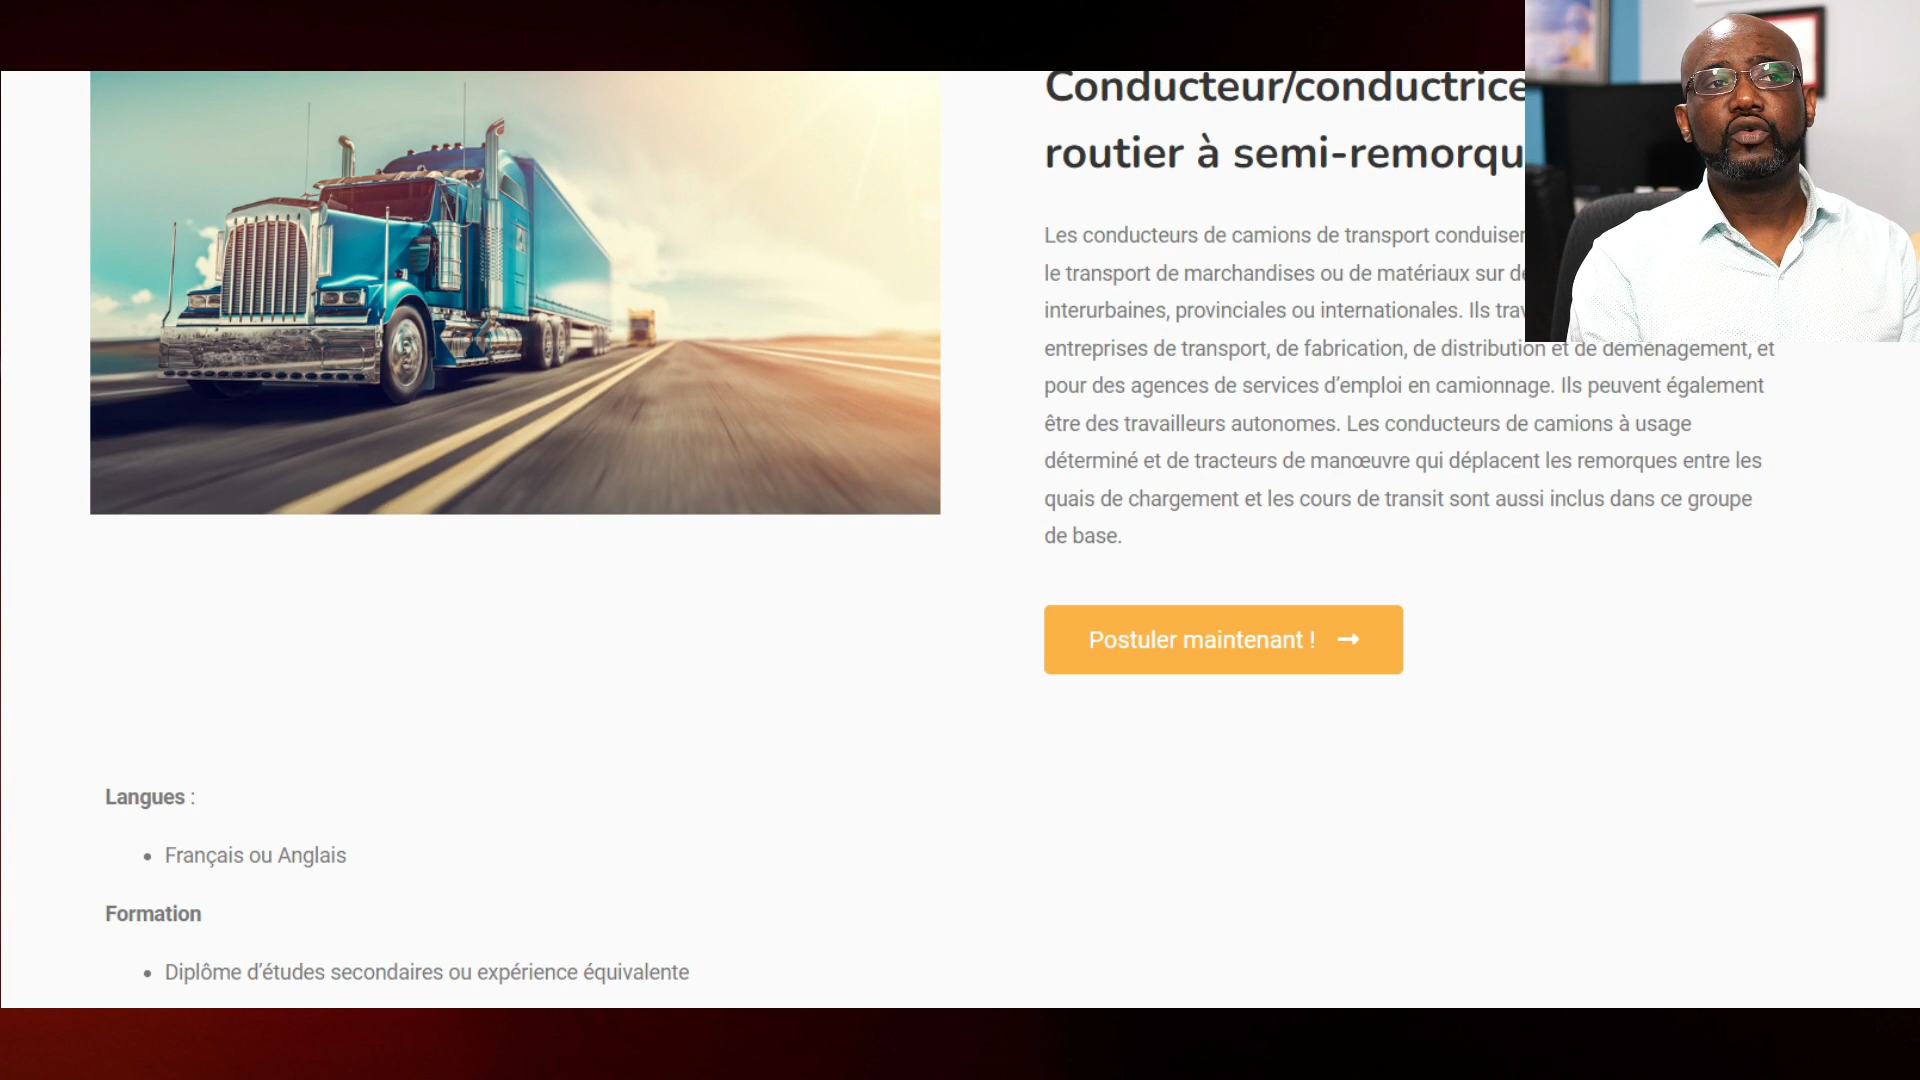 Conducteur/conductrice
routier à semi-remorqu
Les conducteurs de camions de transport conduisen
le transport de marchandises ou de matériaux sur de
interurbaines, provinciales ou internationales. Ils trav
entreprises de transport, de fabrication, de distribution et de déménagement, et
pour des agences de services d’emploi en camionnage. Ils peuvent également
être des travailleurs autonomes. Les conducteurs de camions à usage
déterminé et de tracteurs de manœuvre qui déplacent les remorques entre les
quais de chargement et les cours de transit sont aussi inclus dans ce groupe
de base.
Postuler maintenant !
Langues :
• Français ou Anglais
Formation
• Diplôme d’études secondaires ou expérience équivalente